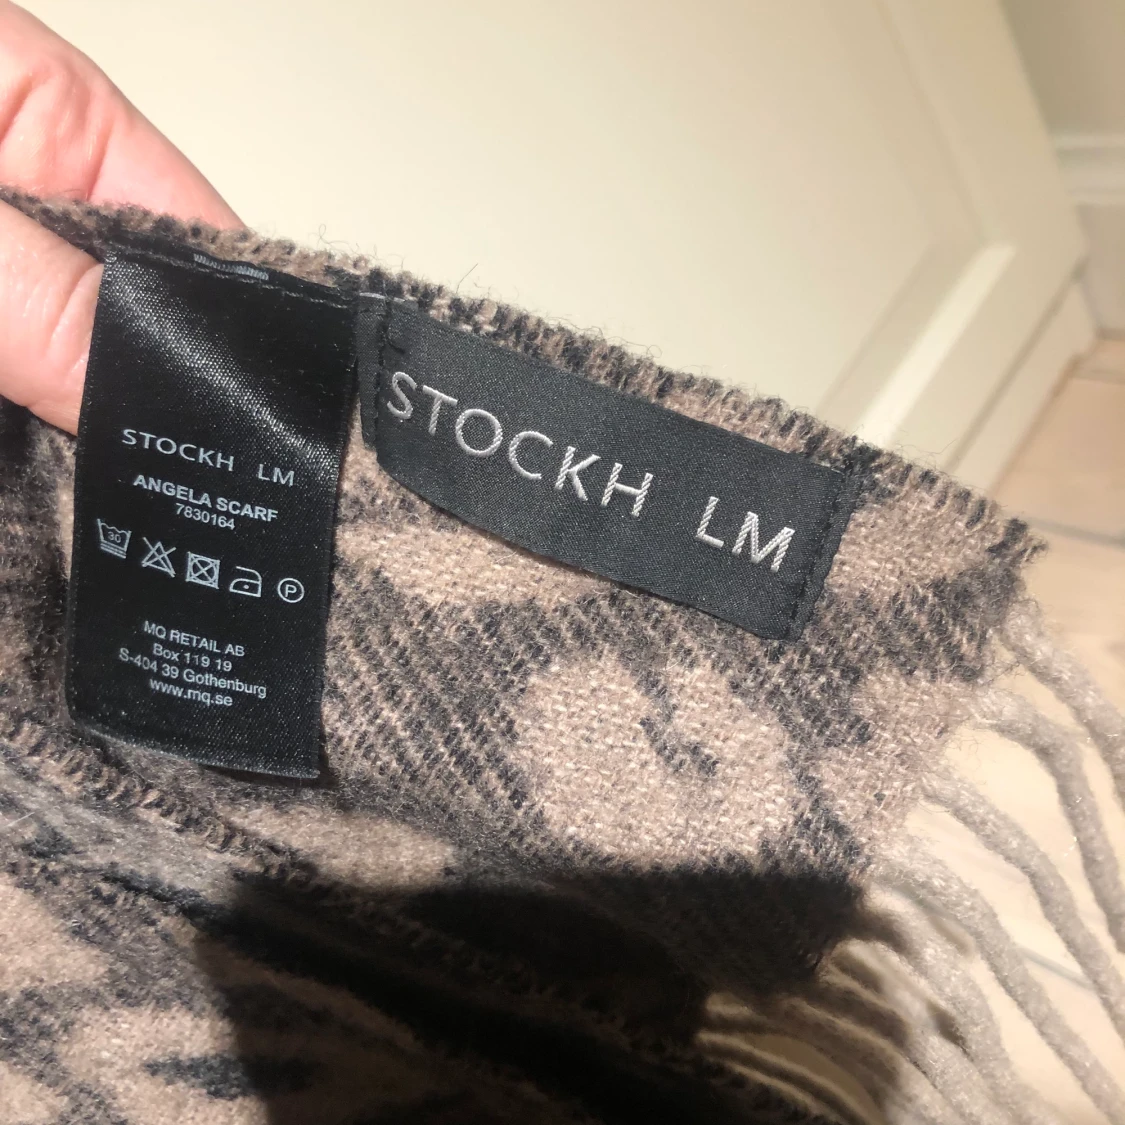 STOCKH LM
ANGELA SCARF
7830164
30
P
MQ RETAIL AB
Box 119 19
S-404 39 Gothenburg
www.mq.se
STOCKH LM